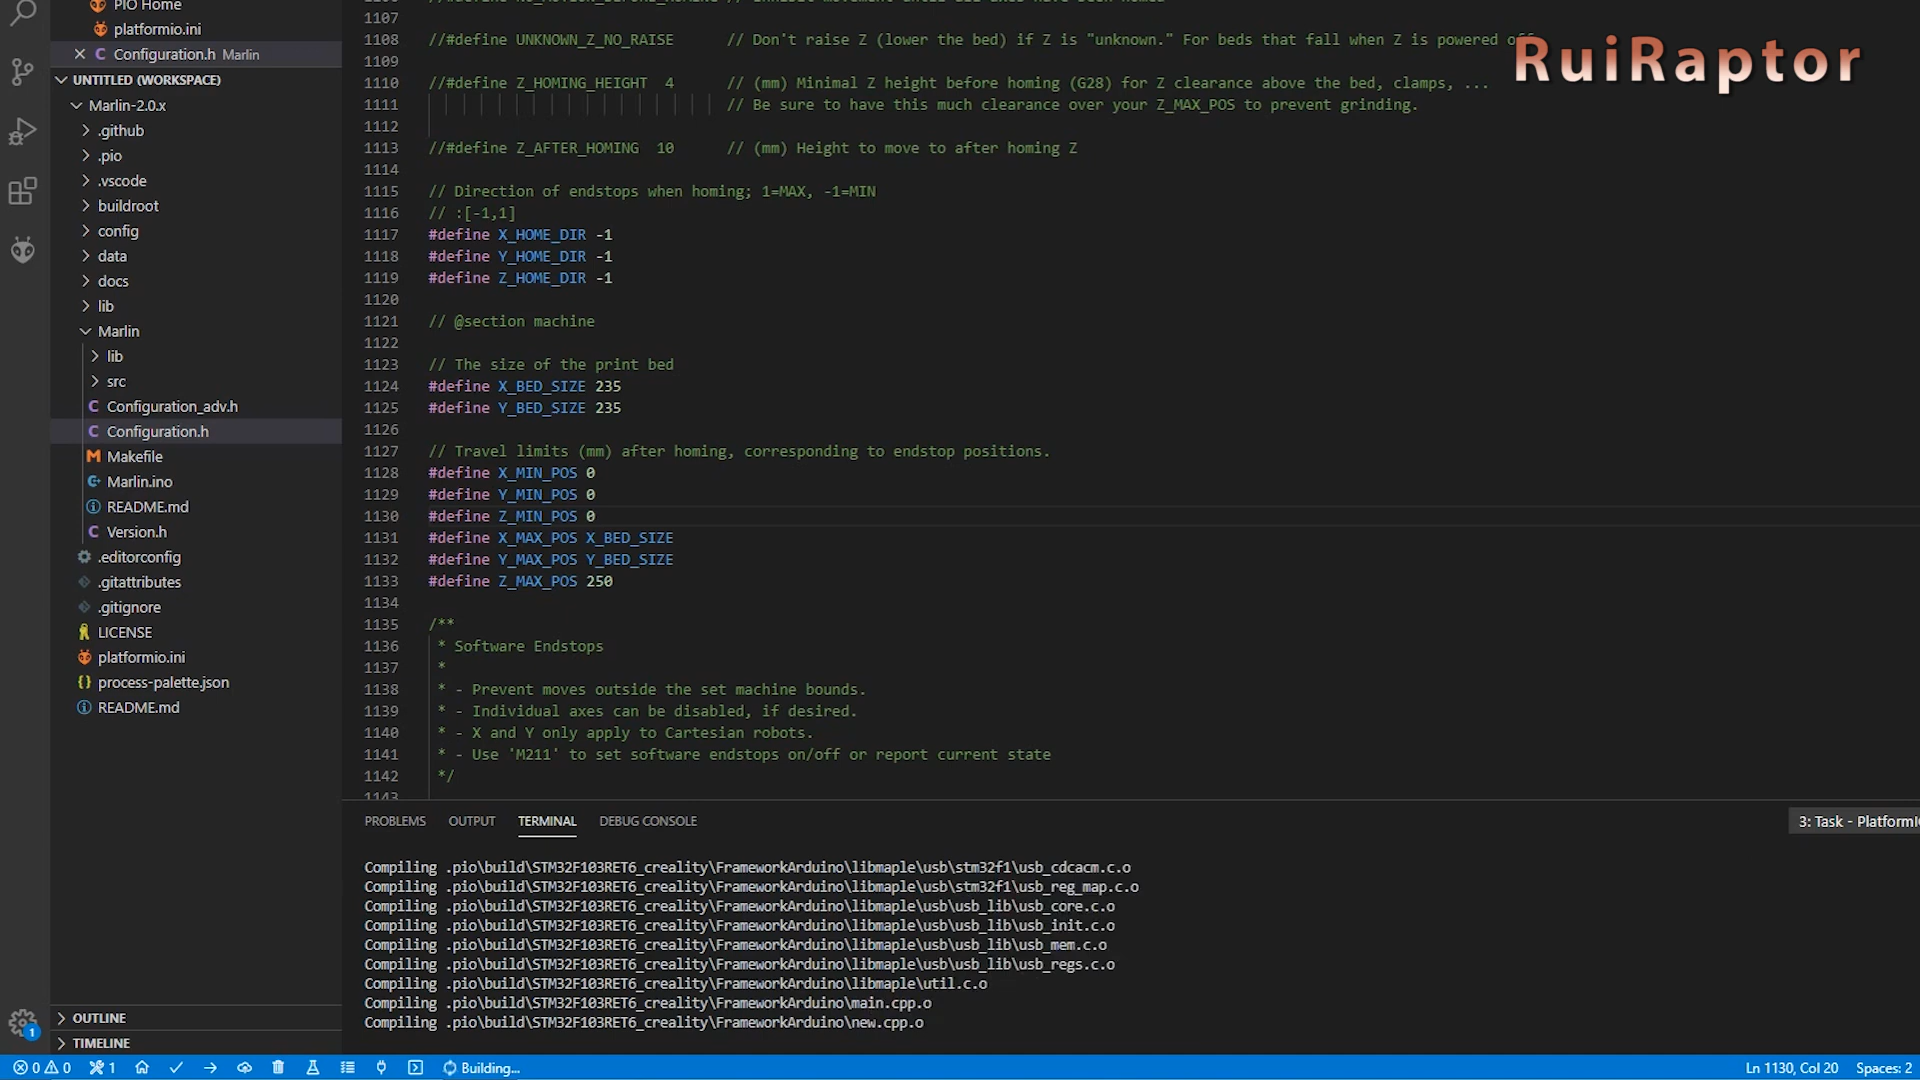 PIO Home
platformio.ini
Configuration.h Marlin
UNTITLED (WORKSPACE)
Marlin-2.0.x
.github
.pio
.vscode
buildroot
config
data
docs
lib
Marlin
lib
src
Configuration_adv.h
Configuration.h
Makefile
Marlin.ino
README.md
Version.h
.editorconfig
.gitattributes
.gitignore
LICENSE
platformio.ini
process-palette.json
README.md
OUTLINE
TIMELINE
RuiRaptor
1107
1108 //#define UNKNOWN_Z_NO_RAISE // Don't raise Z (lower the bed) if Z is "unknown." For beds that fall when Z is powered off.
1109
1110 //#define Z_HOMING_HEIGHT 4 // (mm) Minimal Z height before homing (G28) for Z clearance above the bed, clamps, ...
1111 // Be sure to have this much clearance over your Z_MAX_POS to prevent grinding.
1112
1113 //#define Z_AFTER_HOMING 10 // (mm) Height to move to after homing Z
1114
1115 // Direction of endstops when homing; 1=MAX, -1=MIN
1116 // :[-1,1]
1117 #define X_HOME_DIR -1
1118 #define Y_HOME_DIR -1
1119 #define Z_HOME_DIR -1
1120
1121 // @section machine
1122
1123 // The size of the print bed
1124 #define X_BED_SIZE 235
1125 #define Y_BED_SIZE 235
1126
1127 // Travel limits (mm) after homing, corresponding to endstop positions.
1128 #define X_MIN_POS 0
1129 #define Y_MIN_POS 0
1130 #define Z_MIN_POS 0
1131 #define X_MAX_POS X_BED_SIZE
1132 #define Y_MAX_POS Y_BED_SIZE
1133 #define Z_MAX_POS 250
1134
1135 /**
1136 * Software Endstops
1137 *
1138 * - Prevent moves outside the set machine bounds.
1139 * - Individual axes can be disabled, if desired.
1140 * - X and Y only apply to Cartesian robots.
1141 * - Use 'M211' to set software endstops on/off or report current state
1142 */
1143
PROBLEMS OUTPUT TERMINAL DEBUG CONSOLE 3: Task - PlatformI
Compiling .pio\build\STM32F103RET6_creality\FrameworkArduino\libmaple\usb\stm32f1\usb_cdcacm.c.o
Compiling .pio\build\STM32F103RET6_creality\FrameworkArduino\libmaple\usb\stm32f1\usb_reg_map.c.o
Compiling .pio\build\STM32F103RET6_creality\FrameworkArduino\libmaple\usb\usb_lib\usb_core.c.o
Compiling .pio\build\STM32F103RET6_creality\FrameworkArduino\libmaple\usb\usb_lib\usb_init.c.o
Compiling .pio\build\STM32F103RET6_creality\FrameworkArduino\libmaple\usb\usb_lib\usb_mem.c.o
Compiling .pio\build\STM32F103RET6_creality\FrameworkArduino\libmaple\usb\usb_lib\usb_regs.c.o
Compiling .pio\build\STM32F103RET6_creality\FrameworkArduino\libmaple\util.c.o
Compiling .pio\build\STM32F103RET6_creality\FrameworkArduino\main.cpp.o
Compiling .pio\build\STM32F103RET6_creality\FrameworkArduino\new.cpp.o
1
0 0 1 Building... Ln 1130, Col 20 Spaces: 2